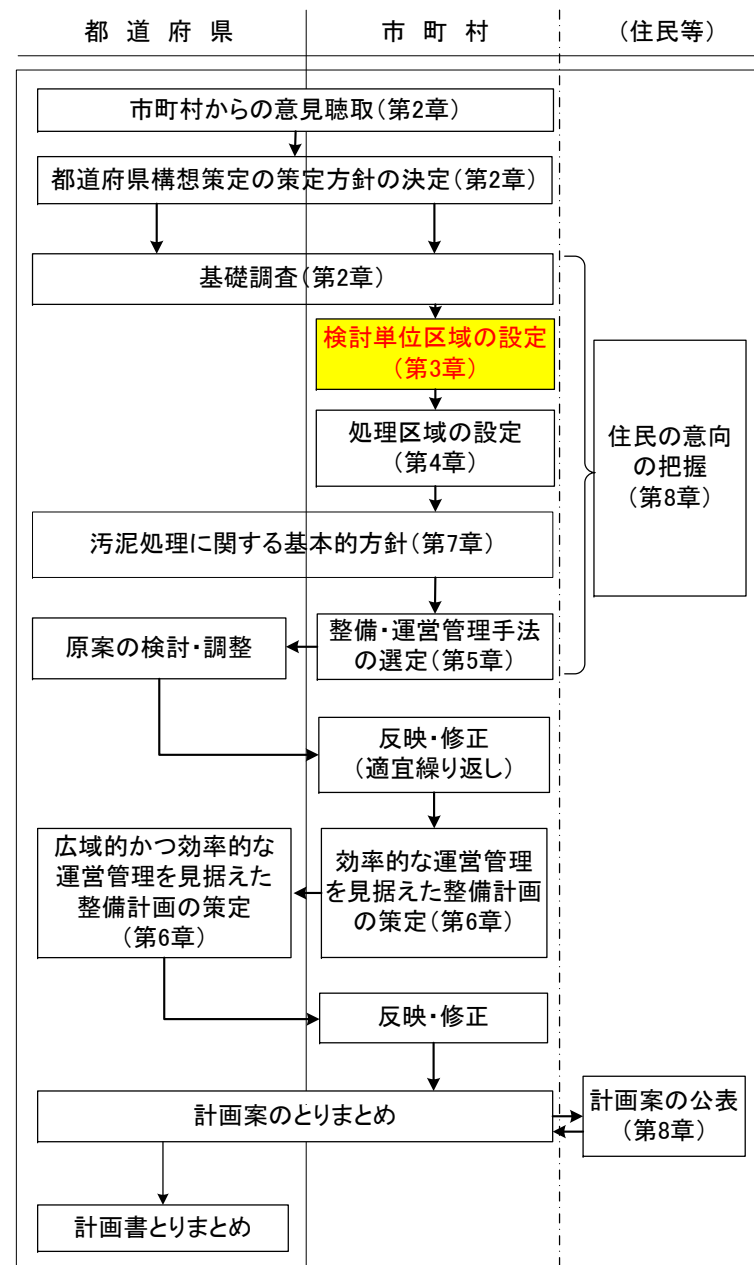 都 道 府 県
市 町 村
(住民等)
市町村からの意見聴取(第2章)
都道府県構想策定の策定方針の決定(第2章)
基礎調査(第2章)
検討単位区域の設定
(第3章)
処理区域の設定
(第4章)
住民の意向
の把握
(第8章)
汚泥処理に関する基本的方針(第7章)
原案の検討・調整
整備・運営管理手法
の選定(第5章)
反映・修正
(適宜繰り返し)
広域的かつ効率的な
運営管理を見据えた
整備計画の策定
(第6章)
効率的な運営管理
を見据えた整備計画
の策定(第6章)
反映・修正
計画案のとりまとめ
計画案の公表
(第8章)
計画書とりまとめ